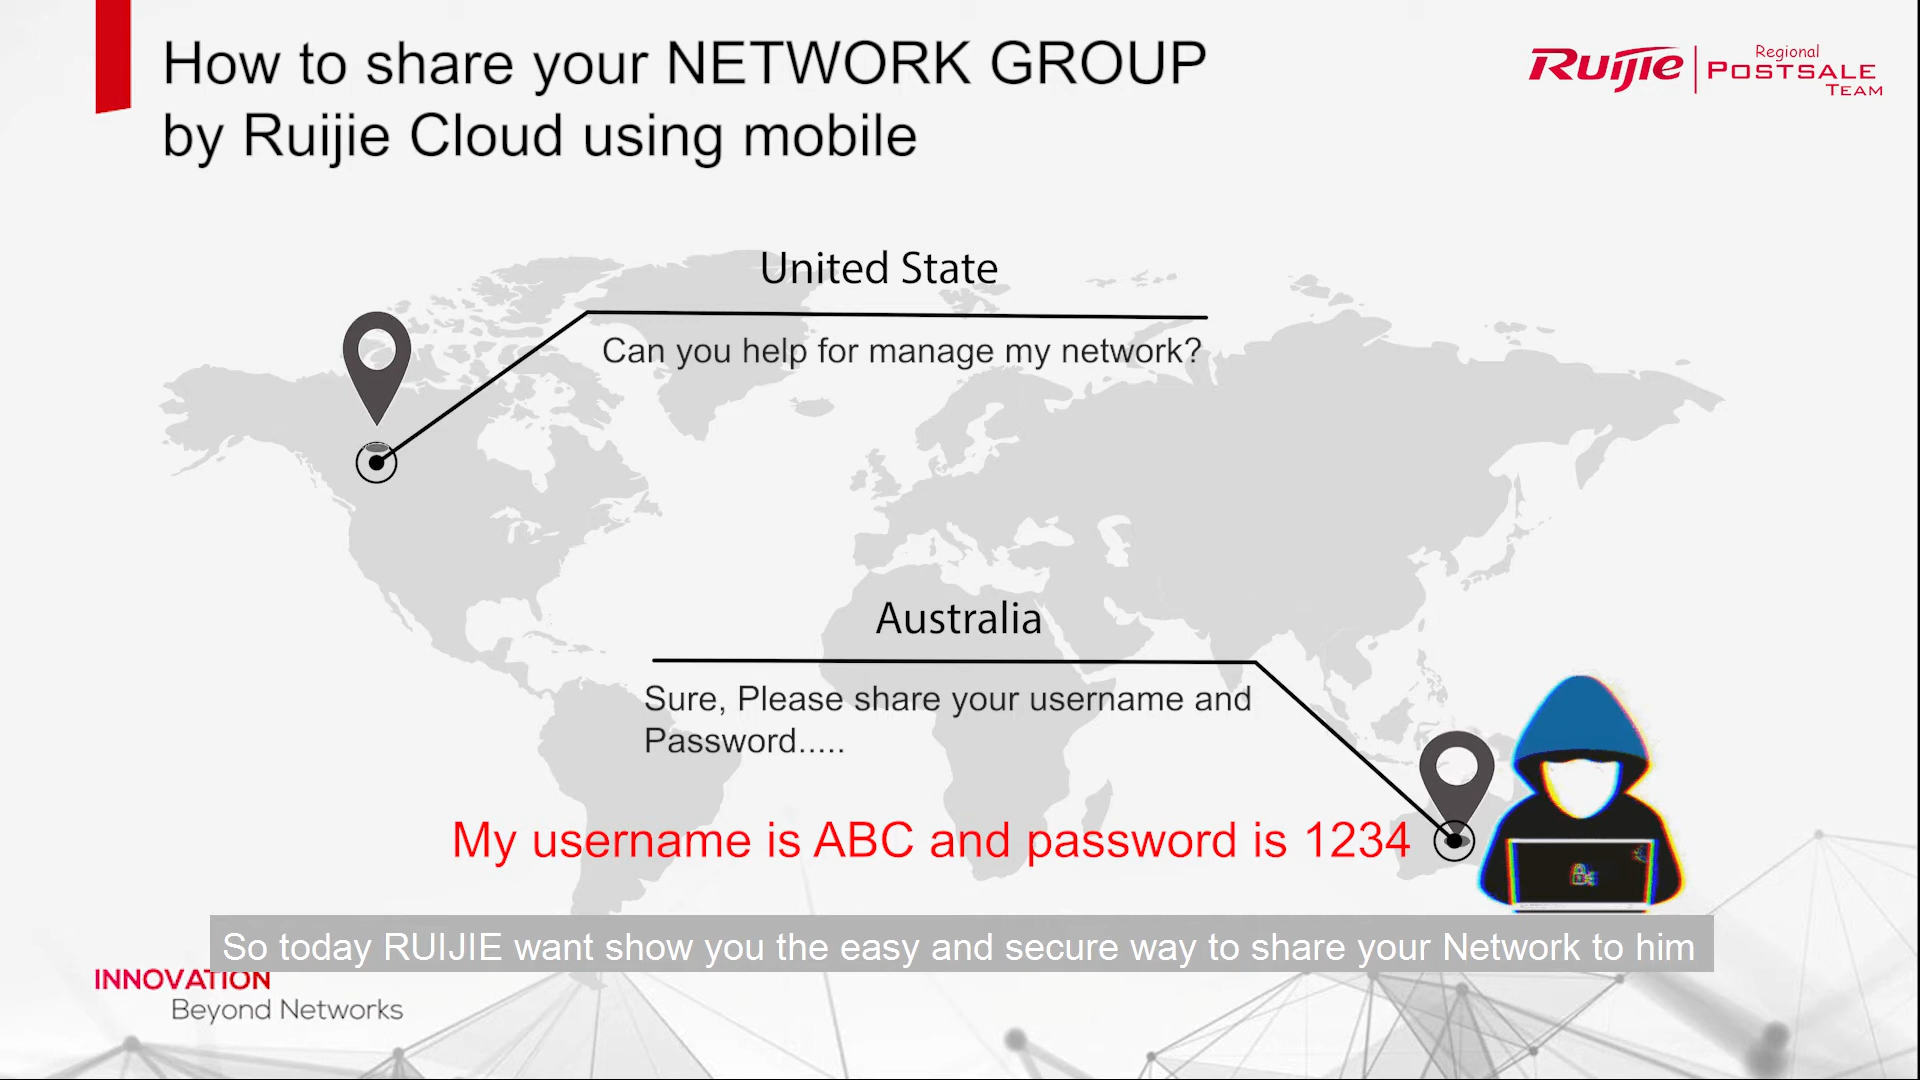 How to share your NETWORK GROUP
by Ruijie Cloud using mobile
Ruijie
Regional
POSTSALE
TEAM
United State
Can you help for manage my network?
Australia
Sure, Please share your username and
Password.....
My username is ABC and password is 1234
So today RUIJIE want show you the easy and secure way to share your Network to him
INNOVATION
Beyond Networks